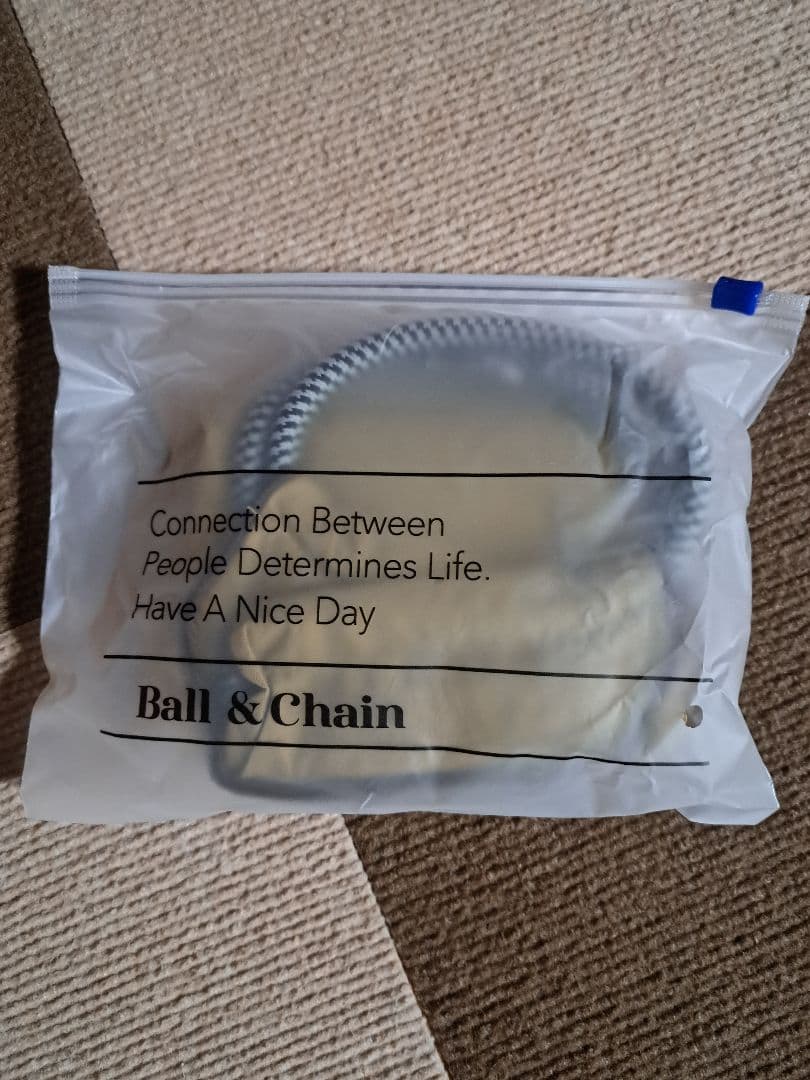 Connection Between
People Determines Life.
Have A Nice Day
Ball & Chain